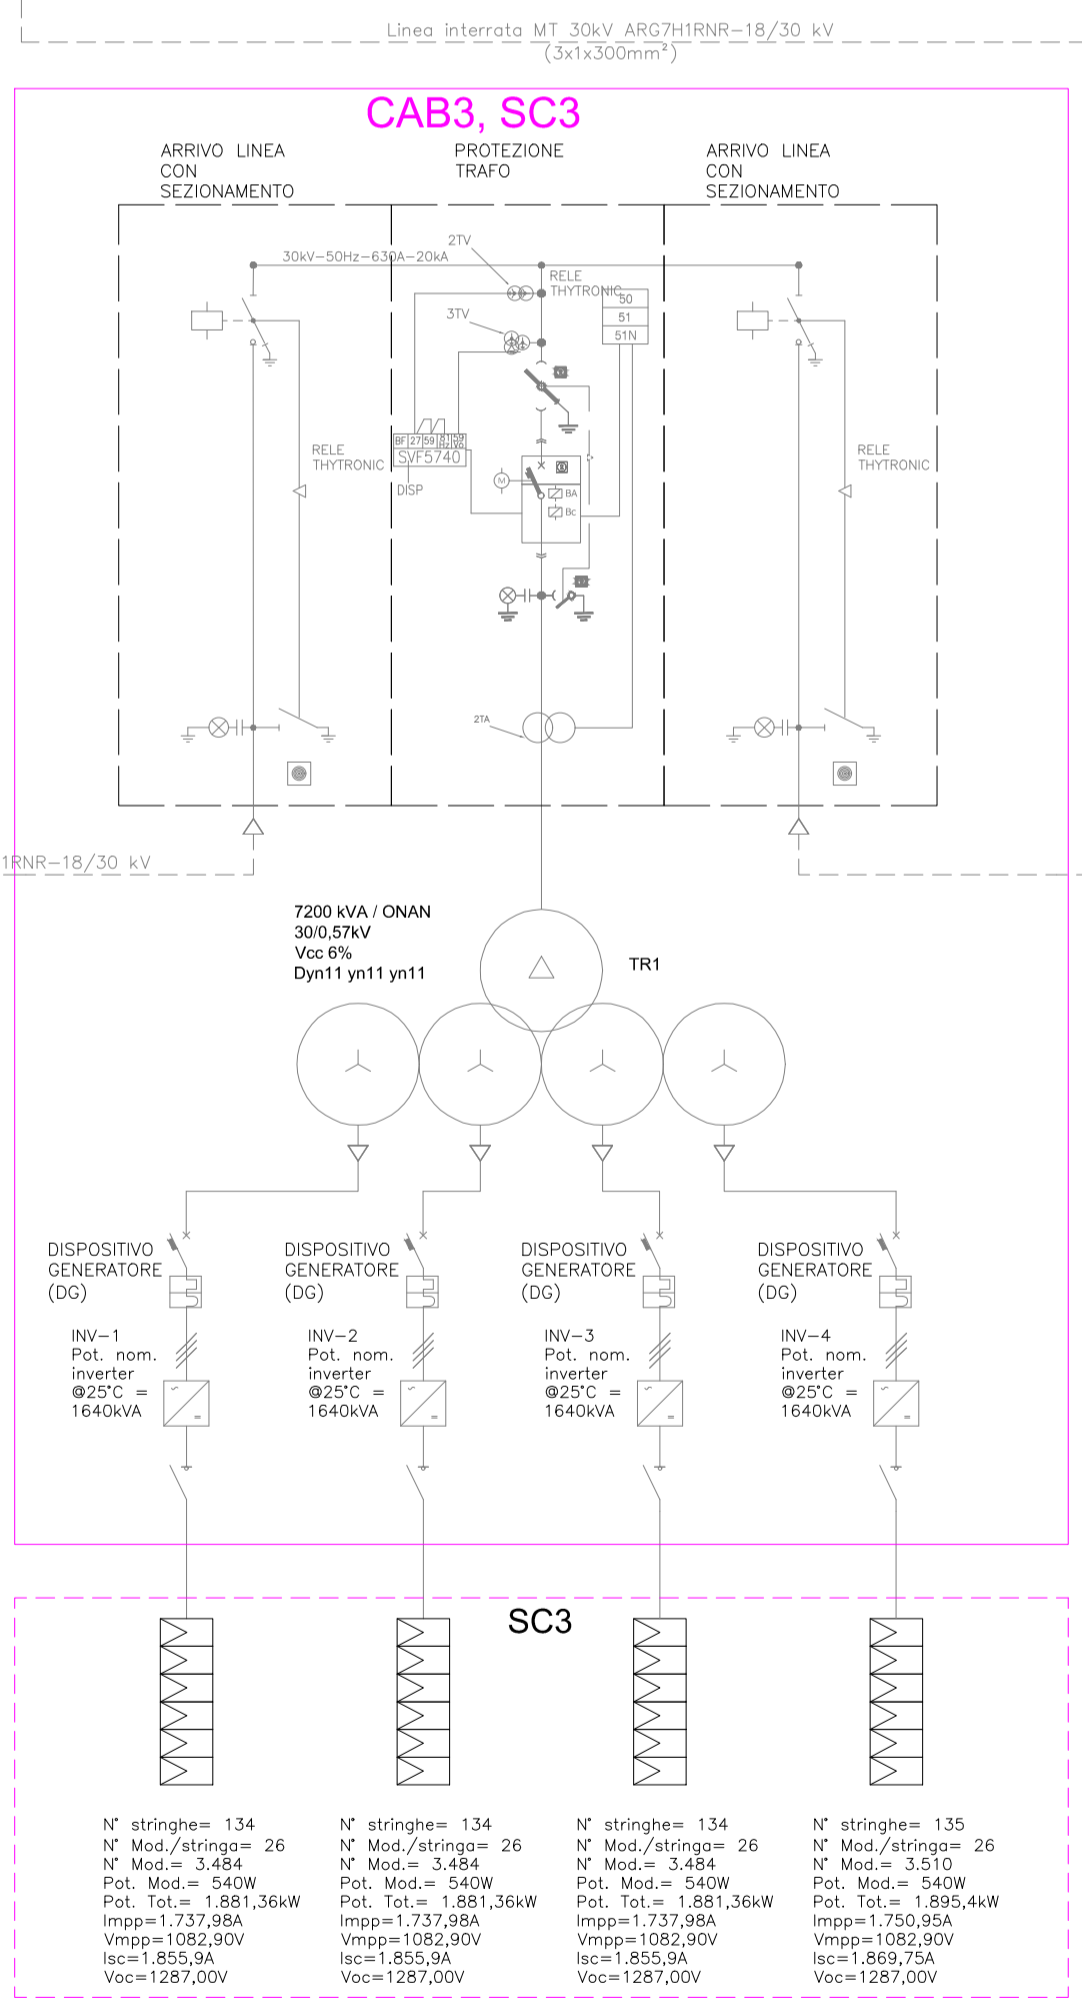 Linea interrata MT 30kV ARG7H1RNR-18/30 kV
(3x1x300mm²)
CAB3, SC3
ARRIVO LINEA
CON
SEZIONAMENTO
PROTEZIONE
TRAFO
ARRIVO LINEA
CON
SEZIONAMENTO
30kV-50Hz-630A-20kA
2TV
RELE
THYTRONIC
50
51
51N
3TV
BF 27 59
SVF5740
DISP
RELE
THYTRONIC
M
BA
Bc
RELE
THYTRONIC
2TA
1RNR-18/30 kV
7200 kVA / ONAN
30/0,57kV
Vcc 6%
Dyn11 yn11 yn11
TR1
DISPOSITIVO
GENERATORE
(DG)
DISPOSITIVO
GENERATORE
(DG)
DISPOSITIVO
GENERATORE
(DG)
DISPOSITIVO
GENERATORE
(DG)
INV-1
Pot. nom.
inverter
@25°C =
1640kVA
INV-2
Pot. nom.
inverter
@25°C =
1640kVA
INV-3
Pot. nom.
inverter
@25°C =
1640kVA
INV-4
Pot. nom.
inverter
@25°C =
1640kVA
SC3
N° stringhe= 134
N° Mod./stringa= 26
N° Mod.= 3.484
Pot. Mod.= 540W
Pot. Tot.= 1.881,36kW
Impp=1.737,98A
Vmpp=1082,90V
Isc=1.855,9A
Voc=1287,00V
N° stringhe= 134
N° Mod./stringa= 26
N° Mod.= 3.484
Pot. Mod.= 540W
Pot. Tot.= 1.881,36kW
Impp=1.737,98A
Vmpp=1082,90V
Isc=1.855,9A
Voc=1287,00V
N° stringhe= 134
N° Mod./stringa= 26
N° Mod.= 3.484
Pot. Mod.= 540W
Pot. Tot.= 1.881,36kW
Impp=1.737,98A
Vmpp=1082,90V
Isc=1.855,9A
Voc=1287,00V
N° stringhe= 135
N° Mod./stringa= 26
N° Mod.= 3.510
Pot. Mod.= 540W
Pot. Tot.= 1.895,4kW
Impp=1.750,95A
Vmpp=1082,90V
Isc=1.869,75A
Voc=1287,00V